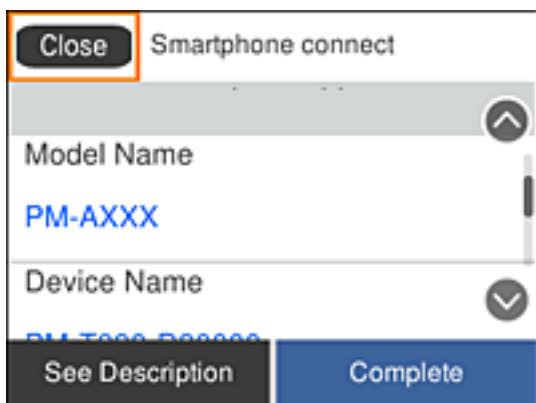 Close Smartphone connect
Model Name
PM-AXXX
Device Name
See Description Complete